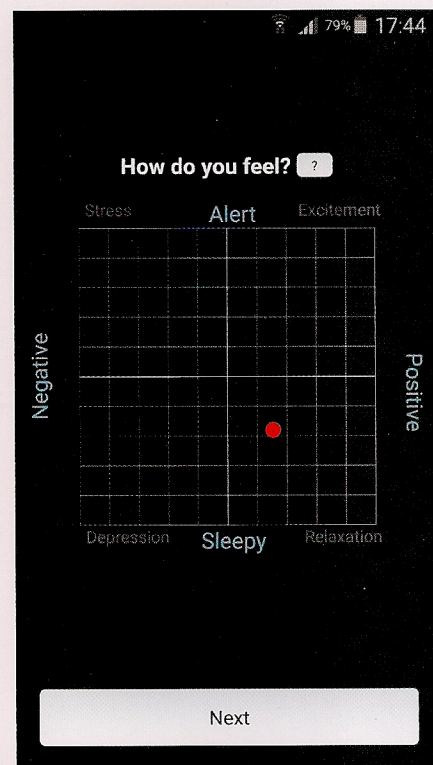 79% 17:44
How do you feel? ?
Stress Alert Excitement
Negative
Positive
Depression Sleepy Relaxation
Next